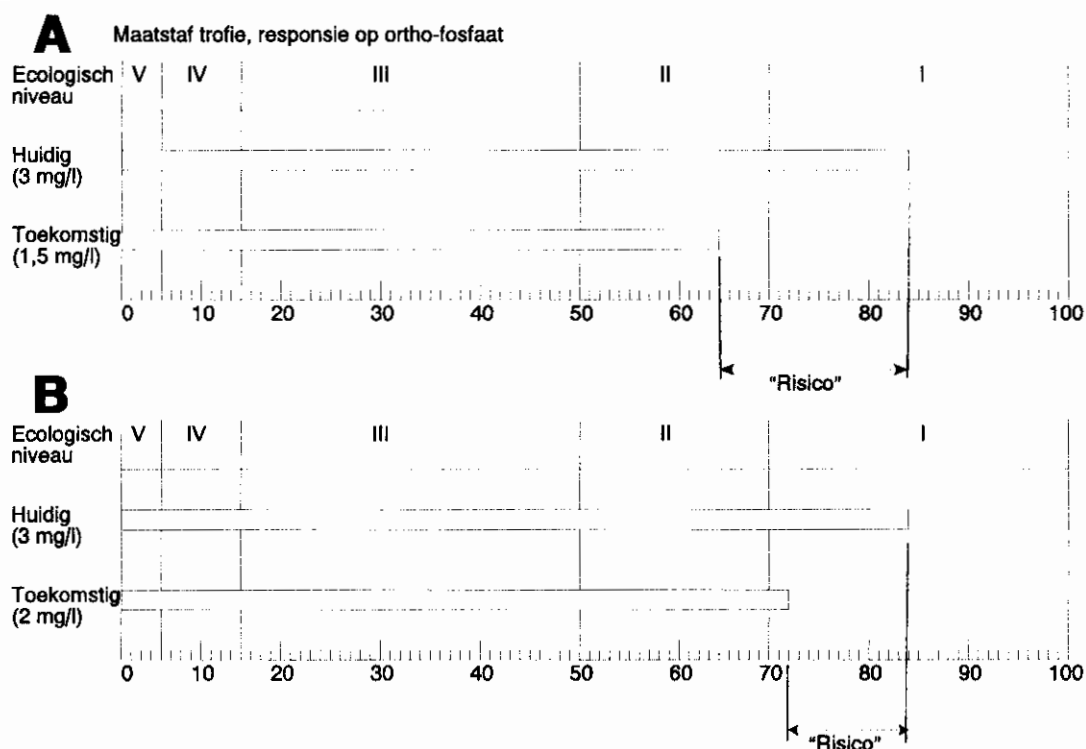 A Maatstaf trofie, responsie op ortho-fosfaat
Ecologisch niveau V IV III II I
Huidig
(3 mg/l)
Toekomstig
(1,5 mg/l)
0 10 20 30 40 50 60 70 80 90 100
"Risico"
B
Ecologisch niveau V IV III II I
Huidig
(3 mg/l)
Toekomstig
(2 mg/l)
0 10 20 30 40 50 60 70 80 90 100
"Risico"